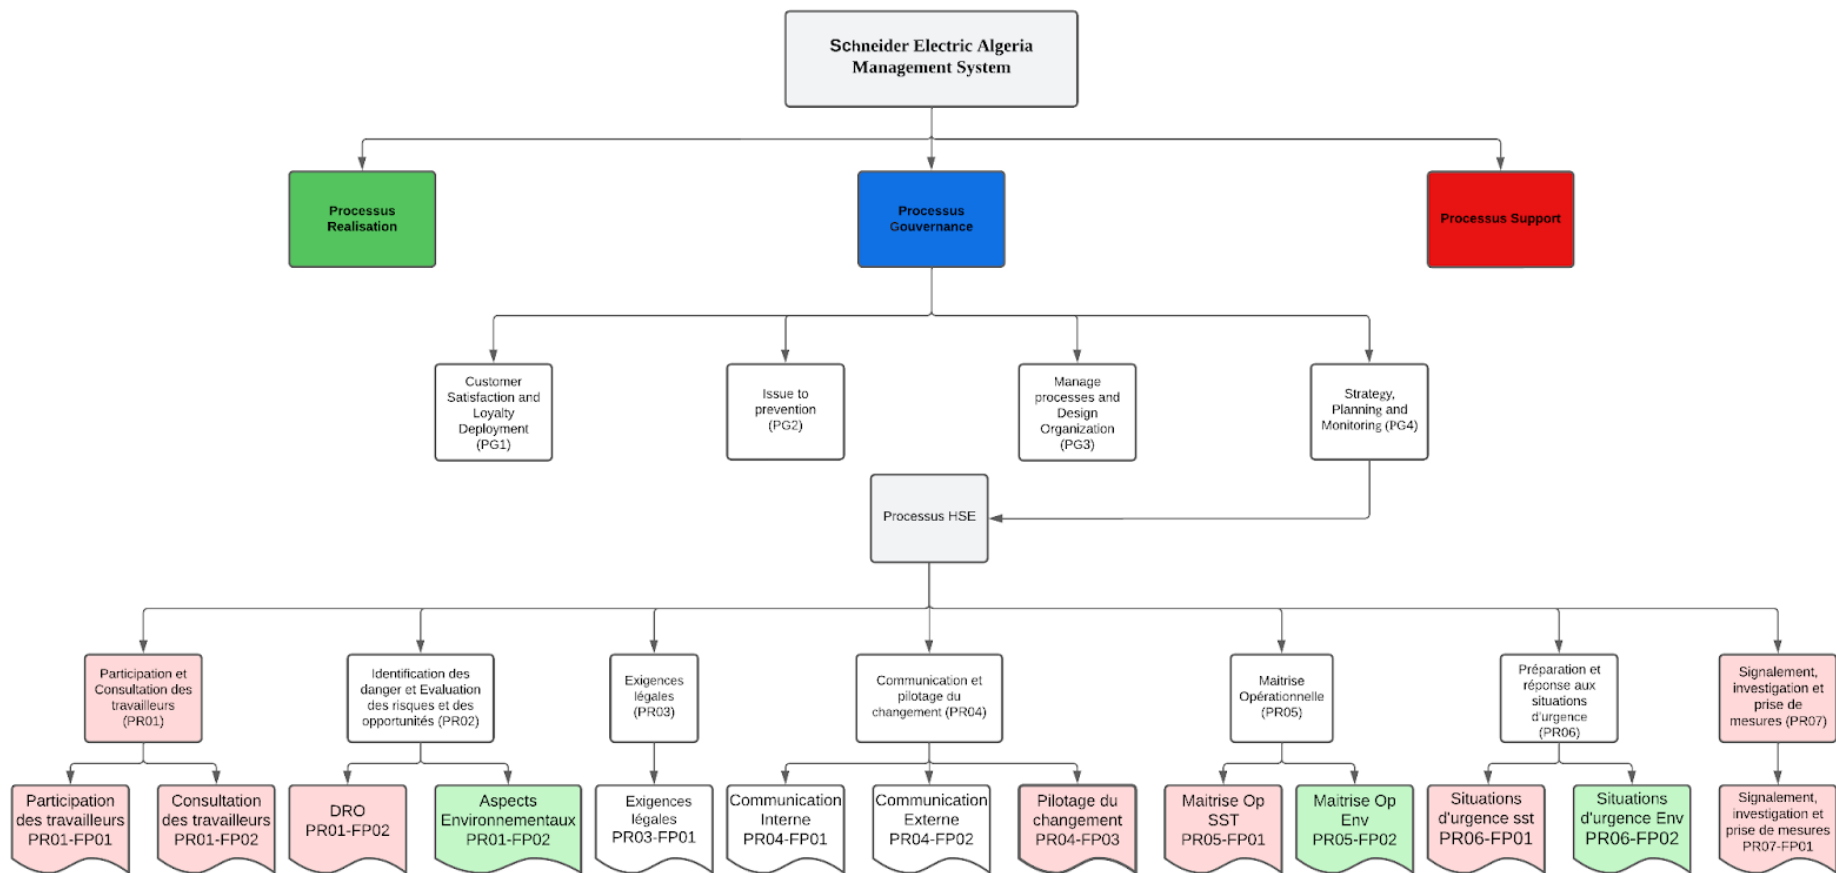 Schneider Electric Algeria
Management System
Processus
Realisation
Processus
Gouvernance
Processus Support
Customer
Satisfaction and
Loyalty
Deployment
(PG1)
Issue to
prevention
(PG2)
Manage
processes and
Design
Organization
(PG3)
Strategy,
Planning and
Monitoring (PG4)
Processus HSE
Participation et
Consultation des
travailleurs
(PR01)
Identification des
danger et Evaluation
des risques et des
opportunités (PR02)
Exigences
légales
(PR03)
Communication et
pilotage du
changement (PR04)
Maitrise
Opérationnelle
(PR05)
Préparation et
réponse aux
situations
d'urgence
(PR06)
Signalement,
investigation et
prise de
mesures (PR07)
Participation
des travailleurs
PR01-FP01
Consultation
des travailleurs
PR01-FP02
DRO
PR01-FP02
Aspects
Environnementaux
PR01-FP02
Exigences
légales
PR03-FP01
Communication
Interne
PR04-FP01
Communication
Externe
PR04-FP02
Pilotage du
changement
PR04-FP03
Maitrise Op
SST
PR05-FP01
Maitrise Op
Env
PR05-FP02
Situations
d'urgence sst
PR06-FP01
Situations
d'urgence Env
PR06-FP02
Signalement,
investigation et
prise de mesures
PR07-FP01